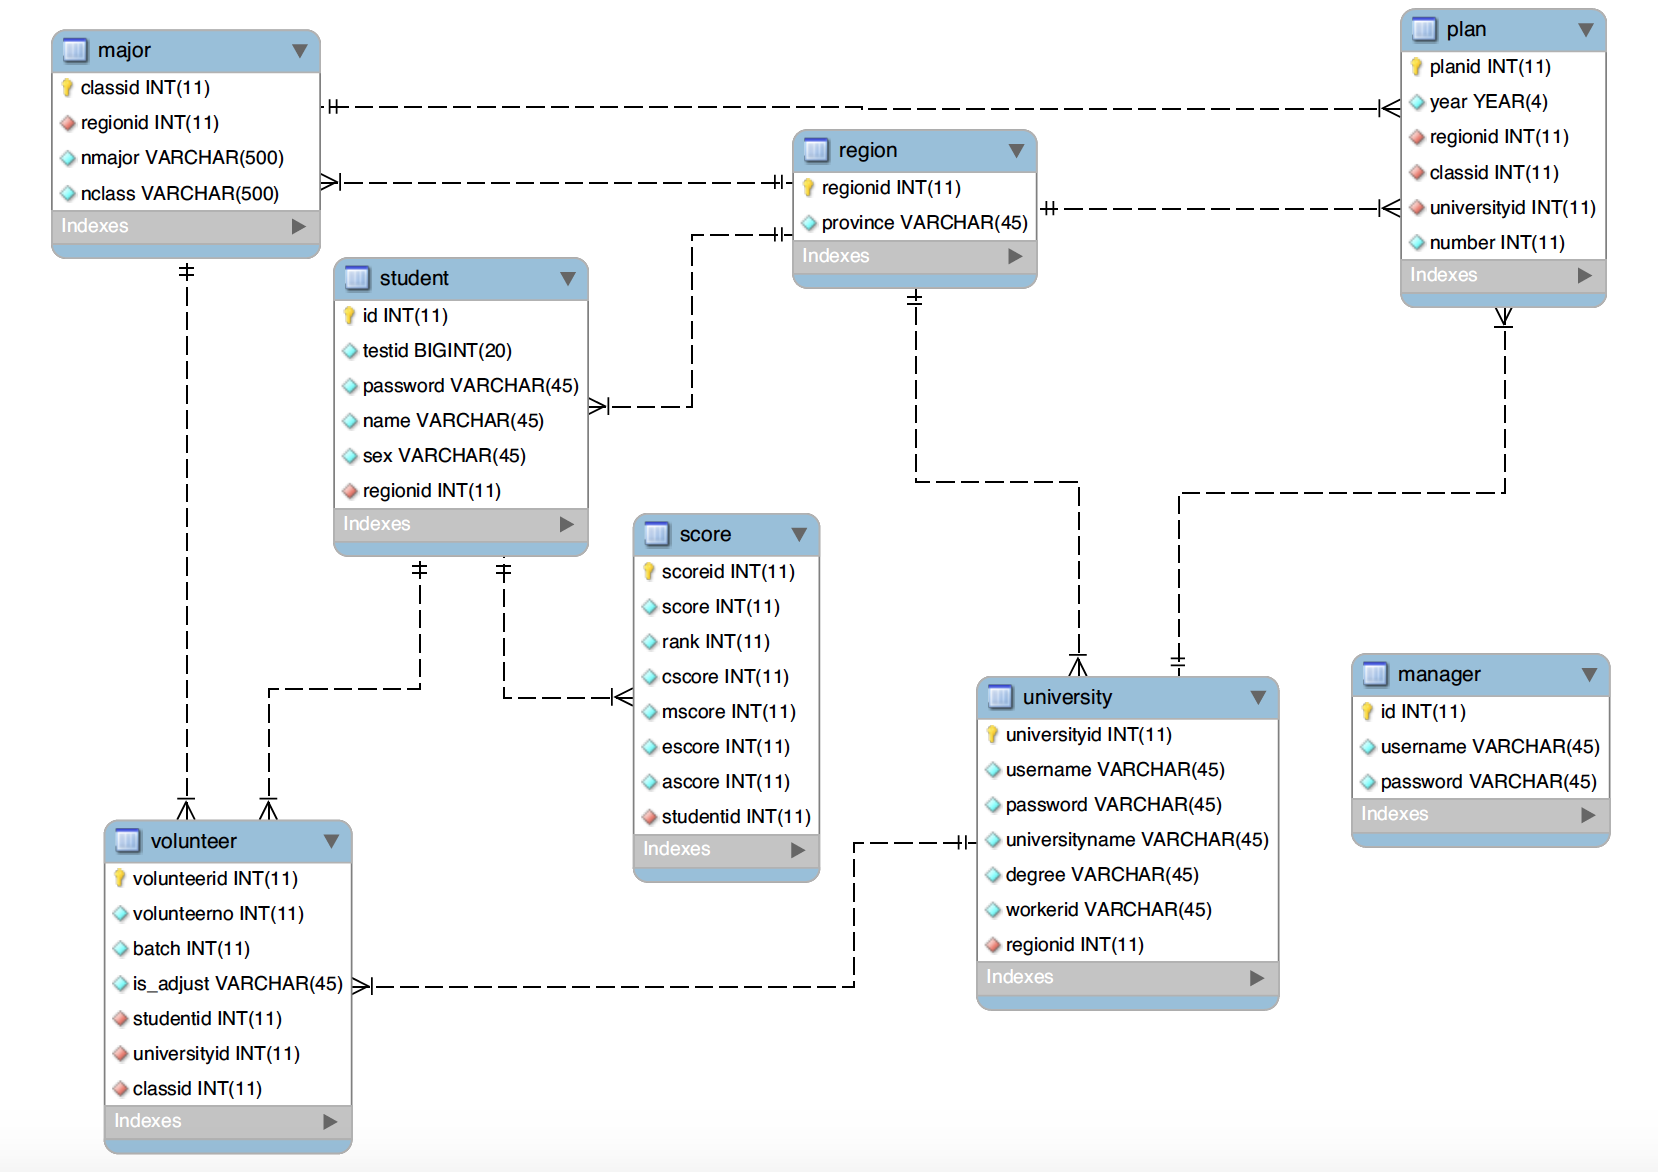 major
classid INT(11)
regionid INT(11)
nmajor VARCHAR(500)
nclass VARCHAR(500)
Indexes
plan
planid INT(11)
year YEAR(4)
regionid INT(11)
classid INT(11)
universityid INT(11)
number INT(11)
Indexes
region
regionid INT(11)
province VARCHAR(45)
Indexes
student
id INT(11)
testid BIGINT(20)
password VARCHAR(45)
name VARCHAR(45)
sex VARCHAR(45)
regionid INT(11)
Indexes
score
scoreid INT(11)
score INT(11)
rank INT(11)
cscore INT(11)
mscore INT(11)
escore INT(11)
ascore INT(11)
studentid INT(11)
Indexes
university
universityid INT(11)
username VARCHAR(45)
password VARCHAR(45)
universityname VARCHAR(45)
degree VARCHAR(45)
workerid VARCHAR(45)
regionid INT(11)
Indexes
manager
id INT(11)
username VARCHAR(45)
password VARCHAR(45)
Indexes
volunteer
volunteerid INT(11)
volunteerno INT(11)
batch INT(11)
is_adjust VARCHAR(45)
studentid INT(11)
universityid INT(11)
classid INT(11)
Indexes